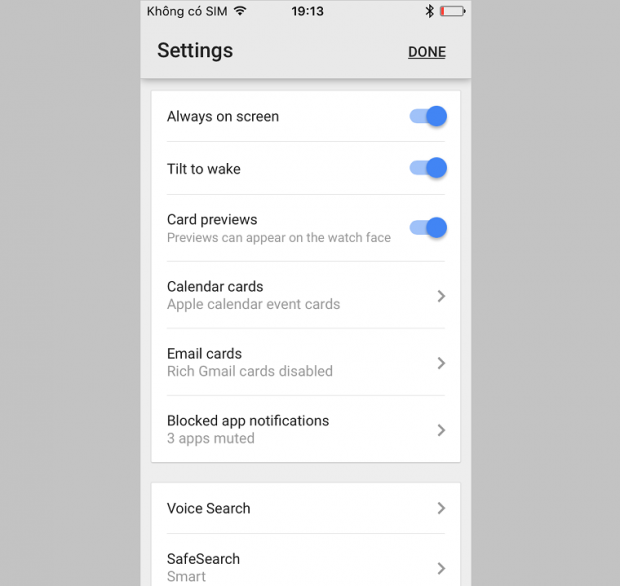 Không có SIM 19:13
Settings DONE
Always on screen
Tilt to wake
Card previews
Previews can appear on the watch face
Calendar cards
Apple calendar event cards
Email cards
Rich Gmail cards disabled
Blocked app notifications
3 apps muted
Voice Search
SafeSearch
Smart